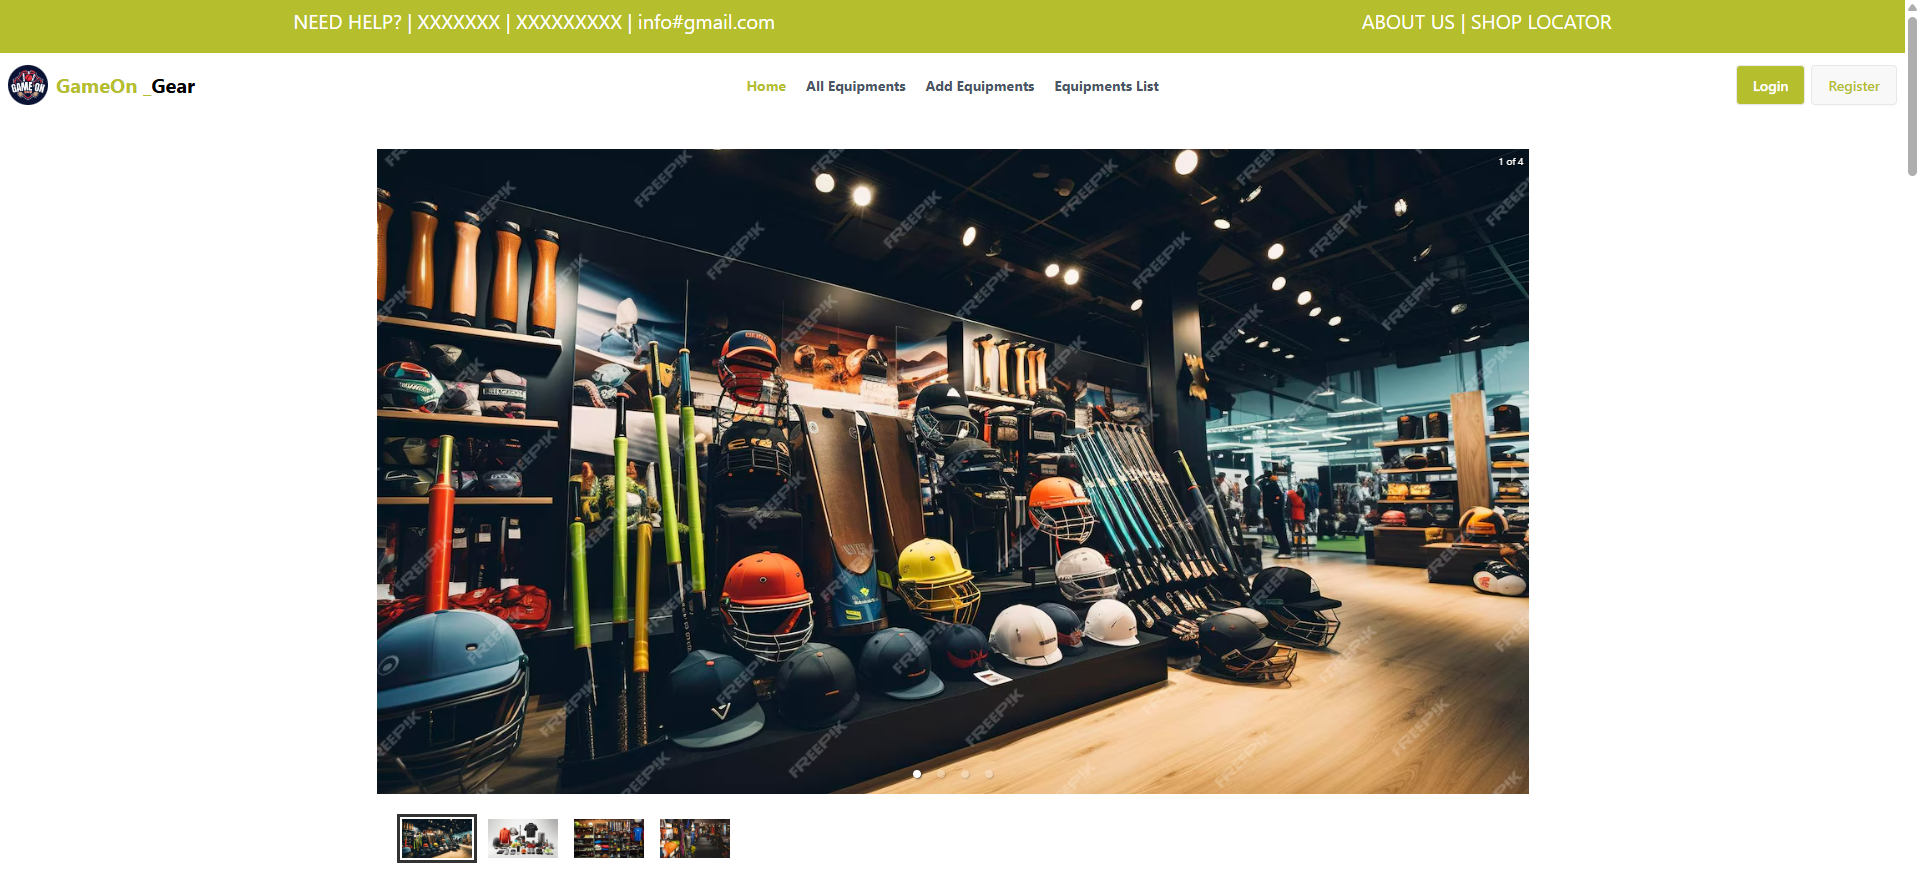 NEED HELP? | XXXXXXX | XXXXXXXXX | info#gmail.com
ABOUT US | SHOP LOCATOR
GAME ON
GameOn _Gear
Home
All Equipments
Add Equipments
Equipments List
Login
Register
1 of 4
FREEPIK